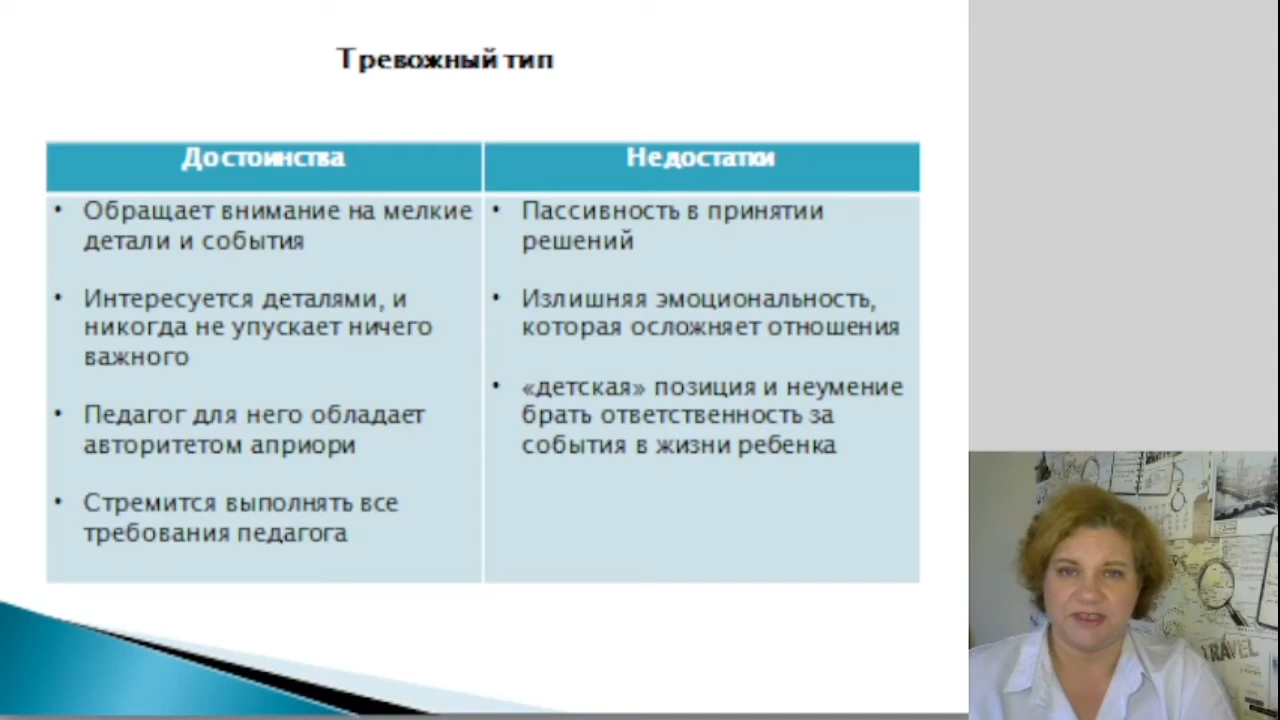 Тревожный тип
Достоинства
Недостатки
• Обращает внимание на мелкие
детали и события
• Интересуется деталями, и
никогда не упускает ничего
важного
• Педагог для него обладает
авторитетом априори
• Стремится выполнять все
требования педагога
• Пассивность в принятии
решений
• Излишняя эмоциональность,
которая осложняет отношения
• «детская» позиция и неумение
брать ответственность за
события в жизни ребенка
TRAVEL